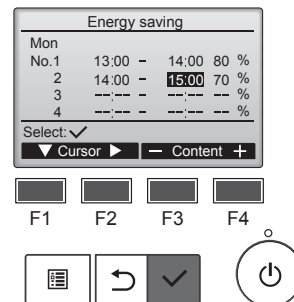 Energy saving
Mon
No.1 13:00 – 14:00 80 %
2 14:00 – 15:00 70 %
3 --:-- – --:-- -- %
4 --:-- – --:-- -- %
Select: ✓
▼ Cursor ▶ − Content +
F1 F2 F3 F4